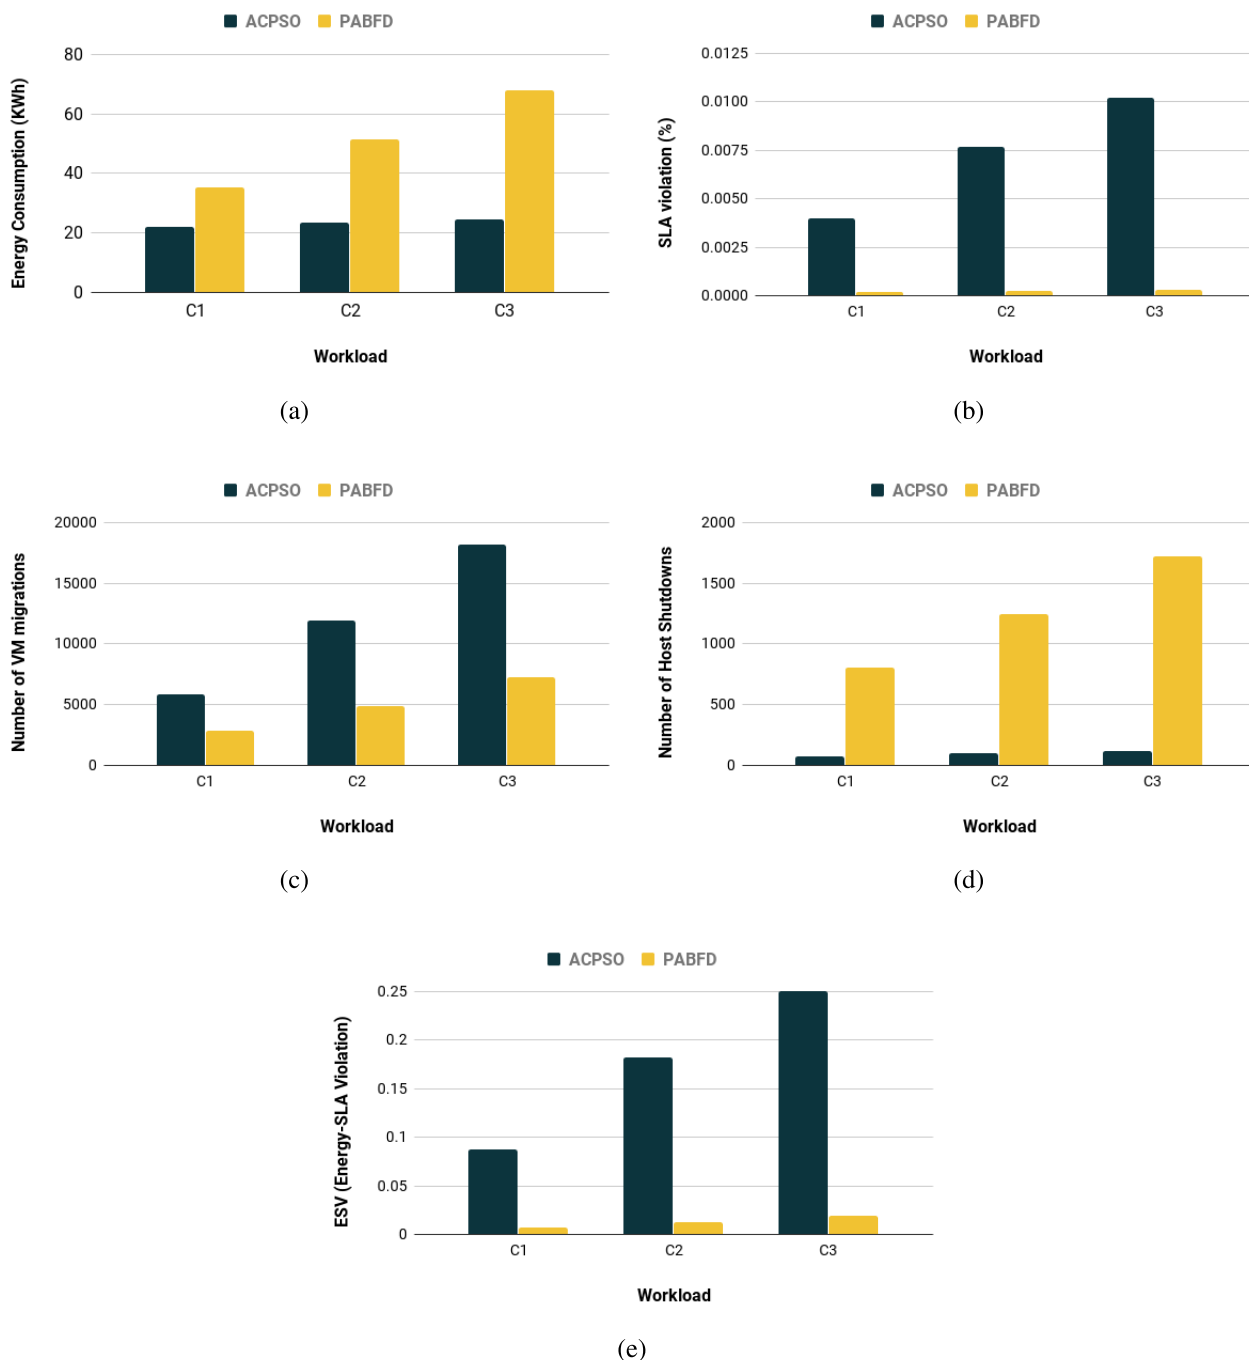 ACPSO PABFD
Energy Consumption (KWh)
80
60
40
20
0
C1 C2 C3
Workload
(a)
ACPSO PABFD
SLA violation (%)
0.0125
0.0100
0.0075
0.0050
0.0025
0.0000
C1 C2 C3
Workload
(b)
ACPSO PABFD
Number of VM migrations
20000
15000
10000
5000
0
C1 C2 C3
Workload
(c)
ACPSO PABFD
Number of Host Shutdowns
2000
1500
1000
500
0
C1 C2 C3
Workload
(d)
ACPSO PABFD
ESV (Energy-SLA Violation)
0.25
0.2
0.15
0.1
0.05
0
C1 C2 C3
Workload
(e)